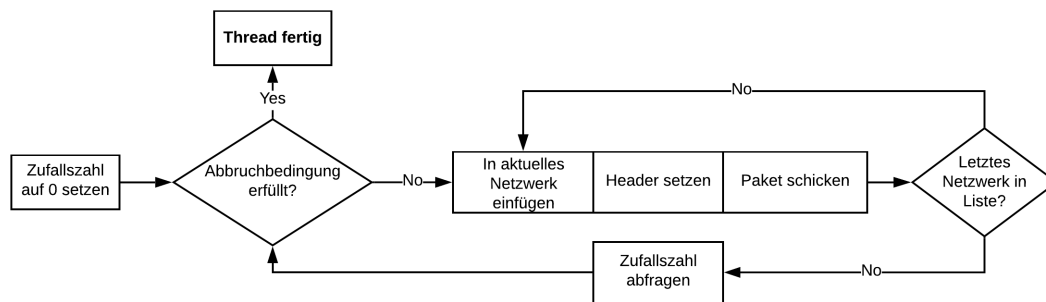 Thread fertig
Yes
No
Zufallszahl
auf 0 setzen
Abbruchbedingung
erfüllt?
No
In aktuelles
Netzwerk
einfügen
Header setzen
Paket schicken
Letztes
Netzwerk in
Liste?
Zufallszahl
abfragen
No